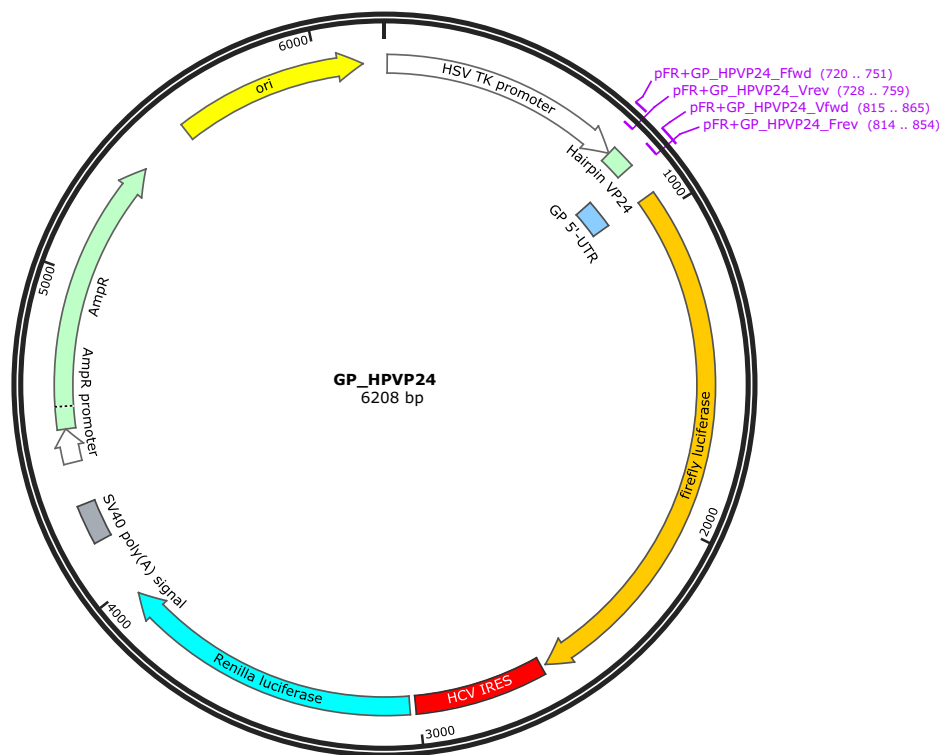 6000
ori
HSV TK promoter
pFR+GP_HPVP24_Ffwd (720 .. 751)
pFR+GP_HPVP24_Vrev (728 .. 759)
pFR+GP_HPVP24_Vfwd (815 .. 865)
pFR+GP_HPVP24_Frev (814 .. 854)
Hairpin VP24
1000
GP 5'-UTR
5000
AmpR
AmpR promoter
GP_HPVP24
6208 bp
firefly luciferase
SV40 poly(A) signal
2000
4000
Renilla luciferase
HCV IRES
3000